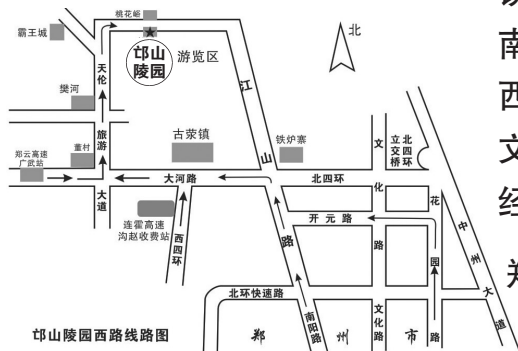 桃花峪
霸王城
邙山
陵园
游览区
北
天伦
樊河
江
古荥镇
铁炉寨
旅游
董村
郑云高速
广武站
山
文
北四环
立交桥
大河路
北四环
化
花
大道
连霍高速
沟赵收费站
西四环
路
开元路
路
园
中
州
大
道
北环快速路
南阳路
文化路
路
邙山陵园西路线路图
郑州市
南
西
文
经